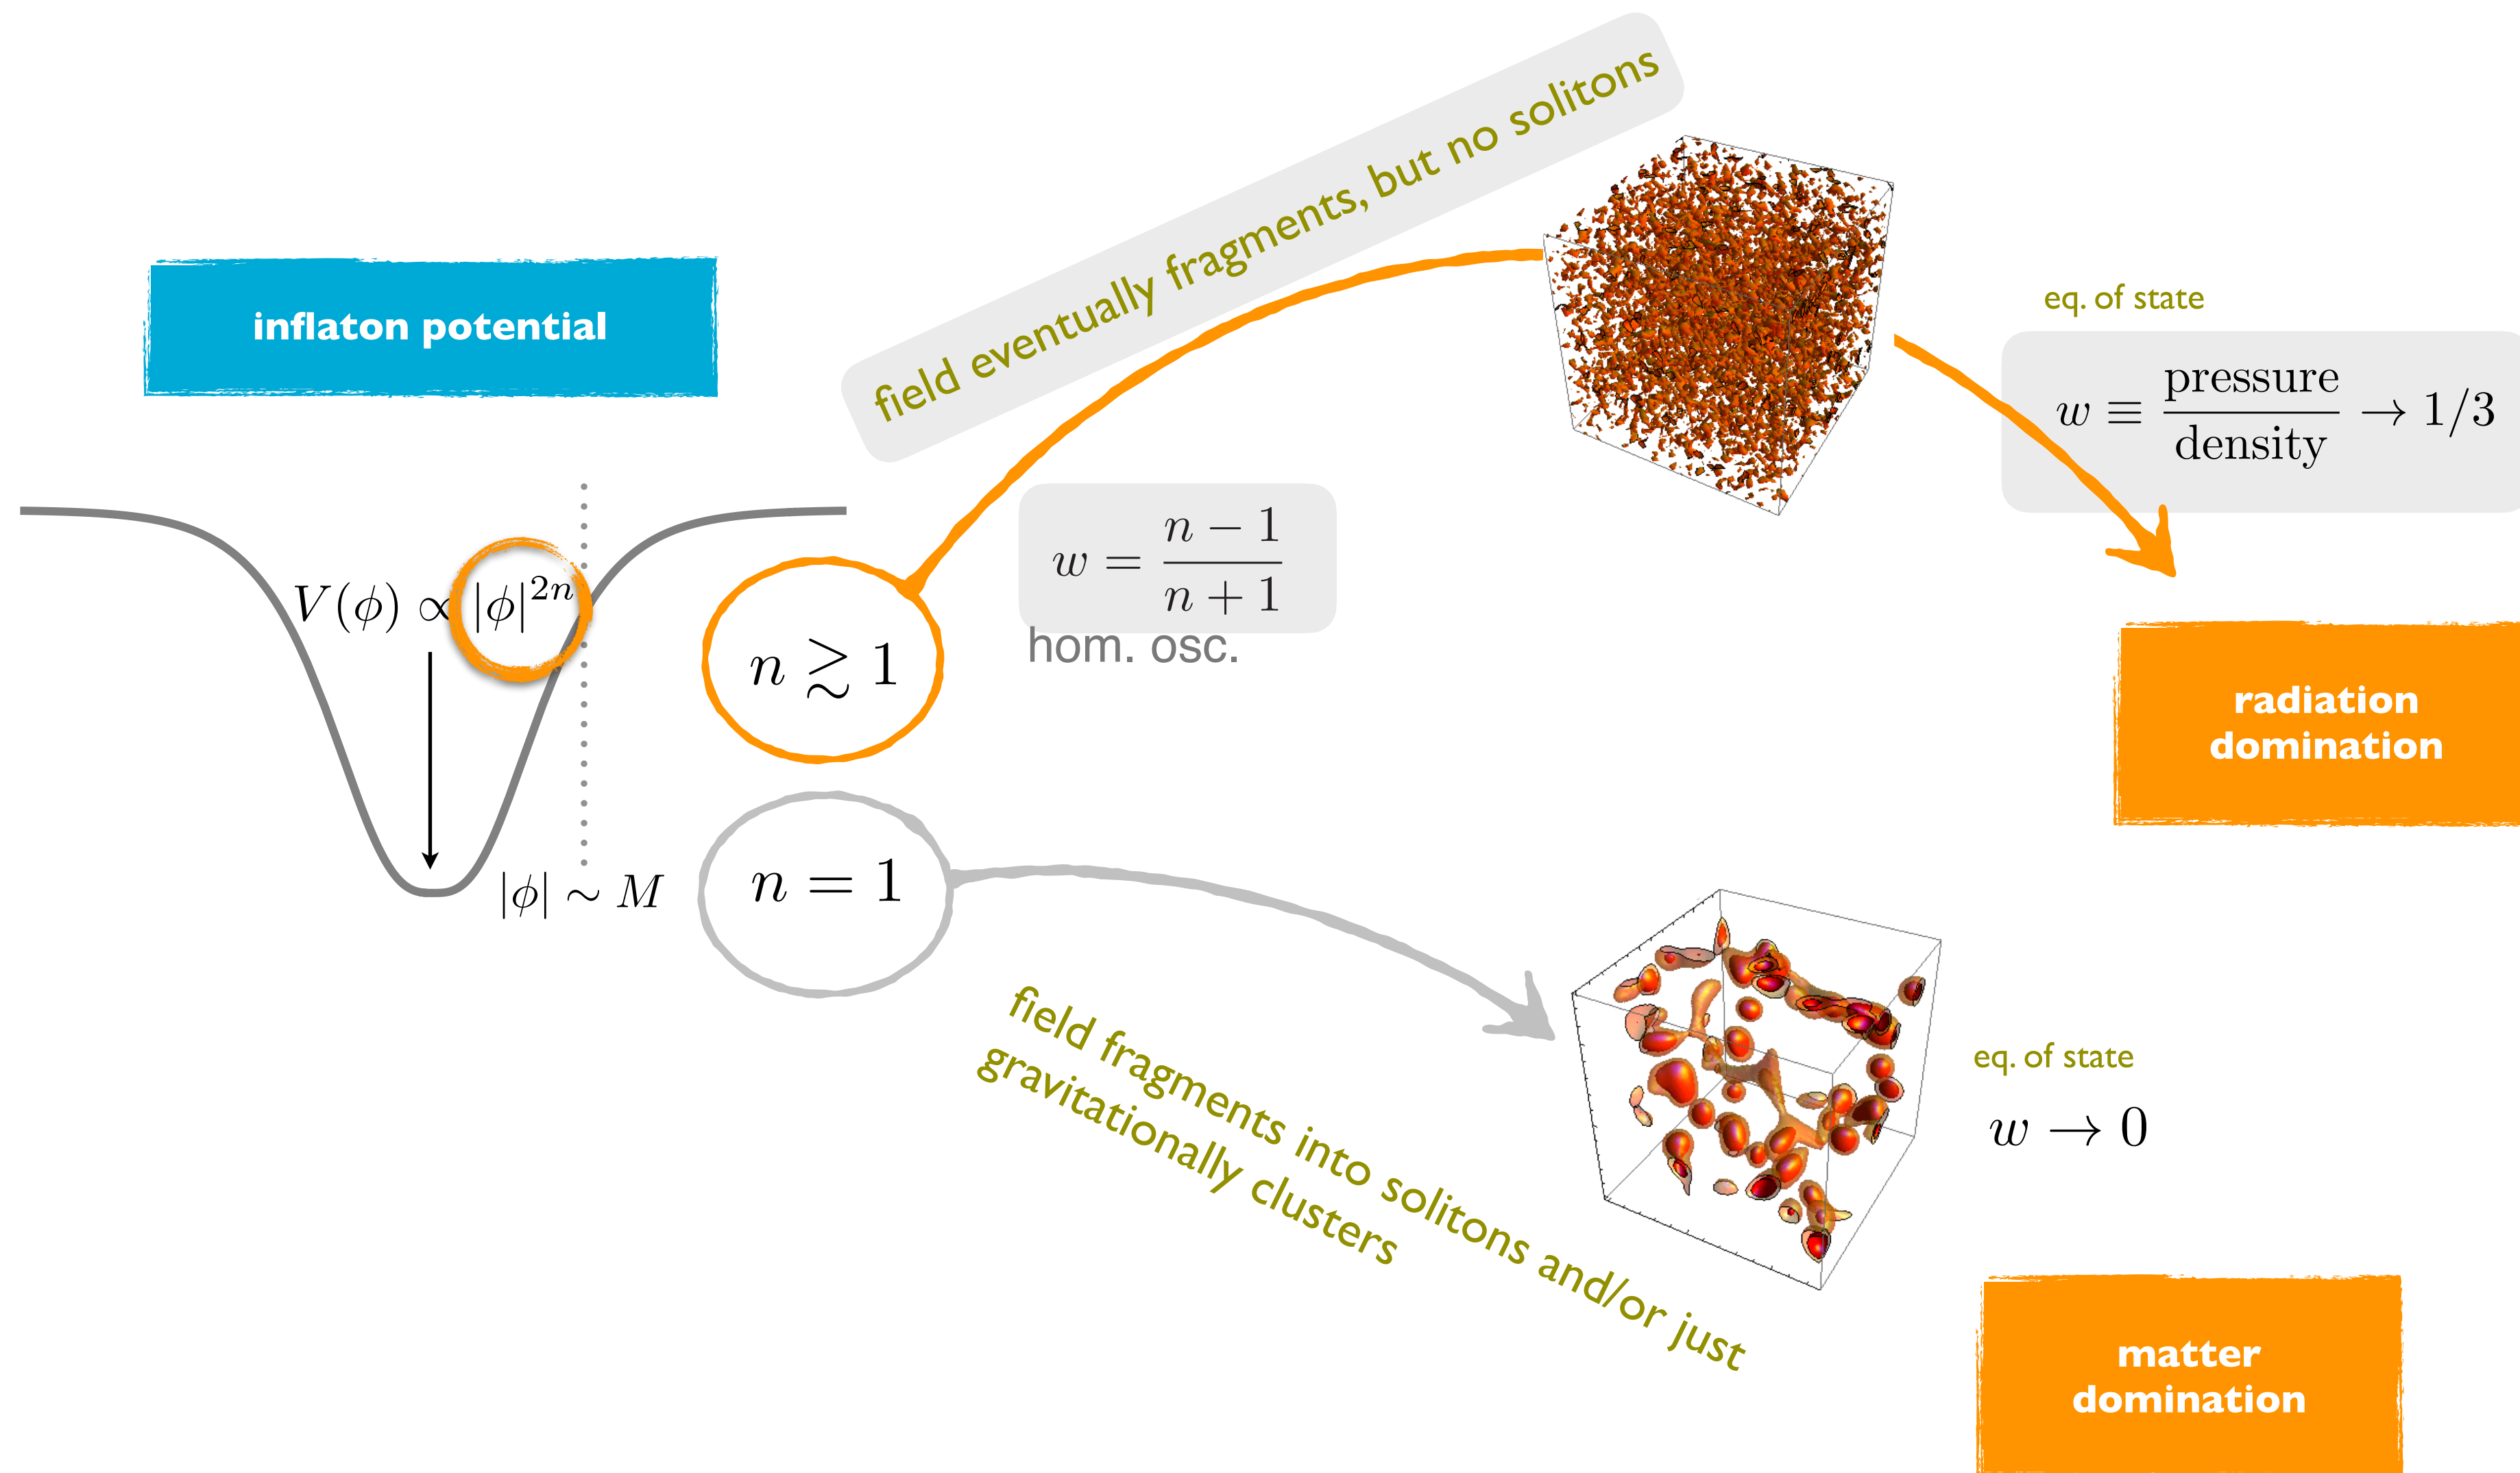 field eventually fragments, but no solitons
inflaton potential
eq. of state
w ≡ pressure/density → 1/3
V(φ) ∝ |φ|^{2n}
w = (n − 1)/(n + 1)
hom. osc.
n ≳ 1
radiation
domination
|φ| ∼ M
n = 1
field fragments into solitons and/or just
gravitationally clusters
eq. of state
w → 0
matter
domination